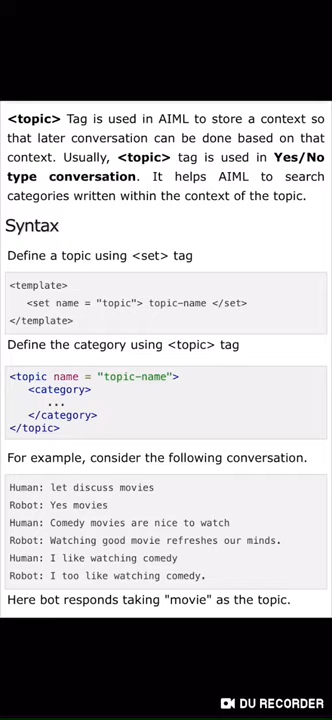 <topic> Tag is used in AIML to store a context so
that later conversation can be done based on that
context. Usually, <topic> tag is used in Yes/No
type conversation. It helps AIML to search
categories written within the context of the topic.
Syntax
Define a topic using <set> tag
<template>
<set name = "topic"> topic-name </set>
</template>
Define the category using <topic> tag
<topic name = "topic-name">
<category>
...
</category>
</topic>
For example, consider the following conversation.
Human: let discuss movies
Robot: Yes movies
Human: Comedy movies are nice to watch
Robot: Watching good movie refreshes our minds.
Human: I like watching comedy
Robot: I too like watching comedy.
Here bot responds taking "movie" as the topic.
DU RECORDER